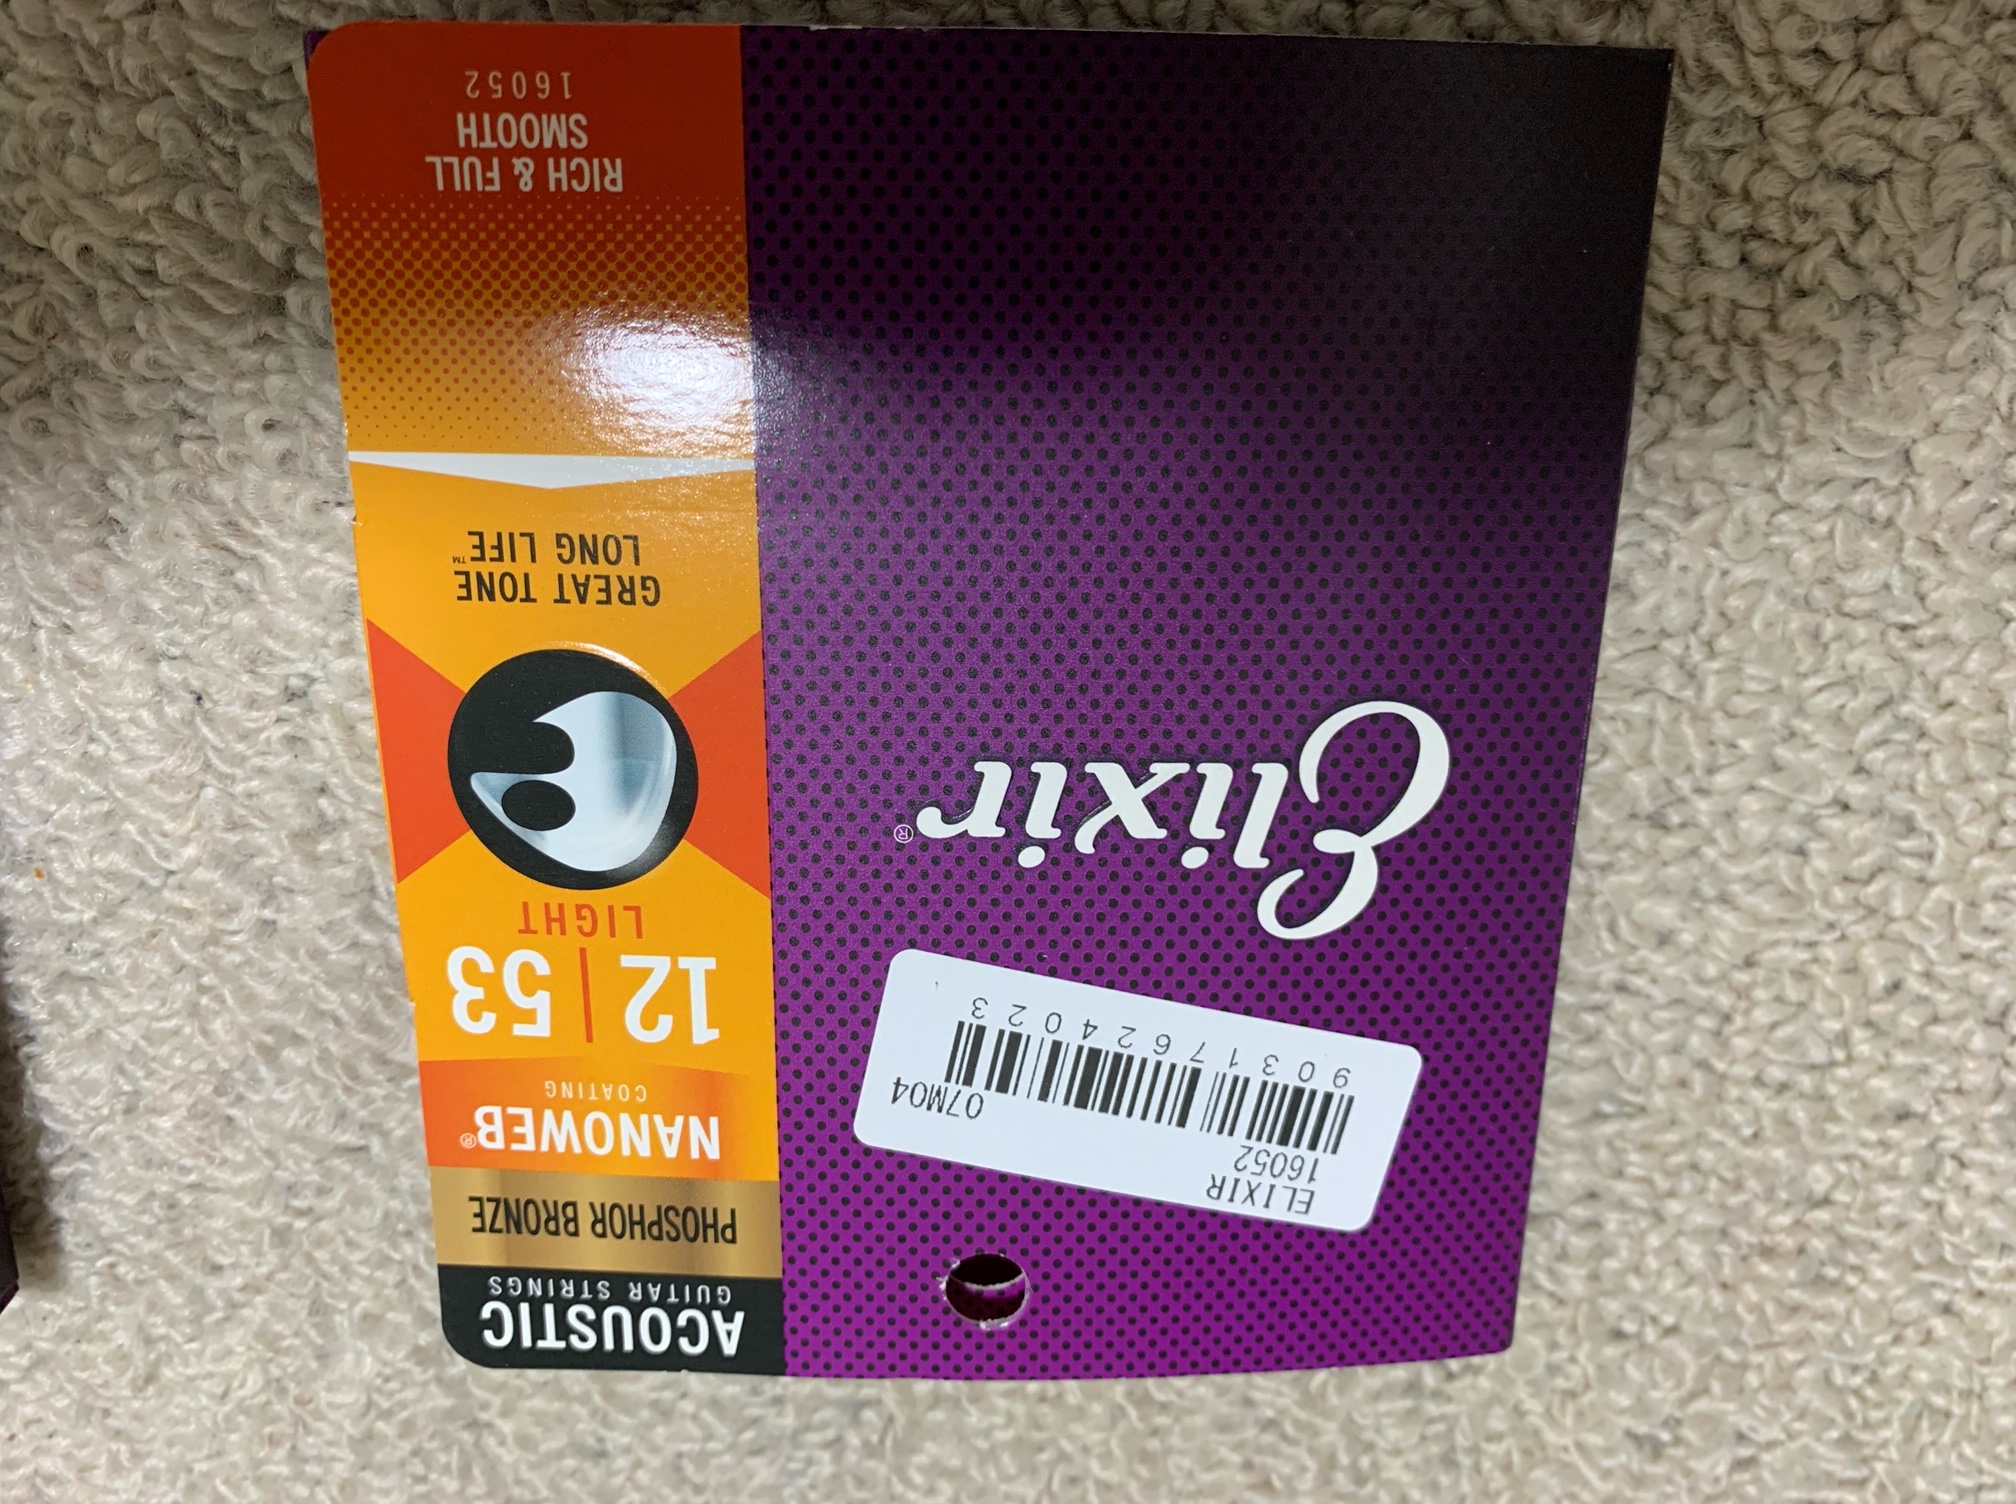 ACOUSTIC
GUITAR STRINGS
PHOSPHOR BRONZE
NANOWEB®
COATING
12|53
LIGHT
GREAT TONE
LONG LIFE™
RICH & FULL
SMOOTH
16052
ELIXIR
16052
07M04
90317624023
Elixir®